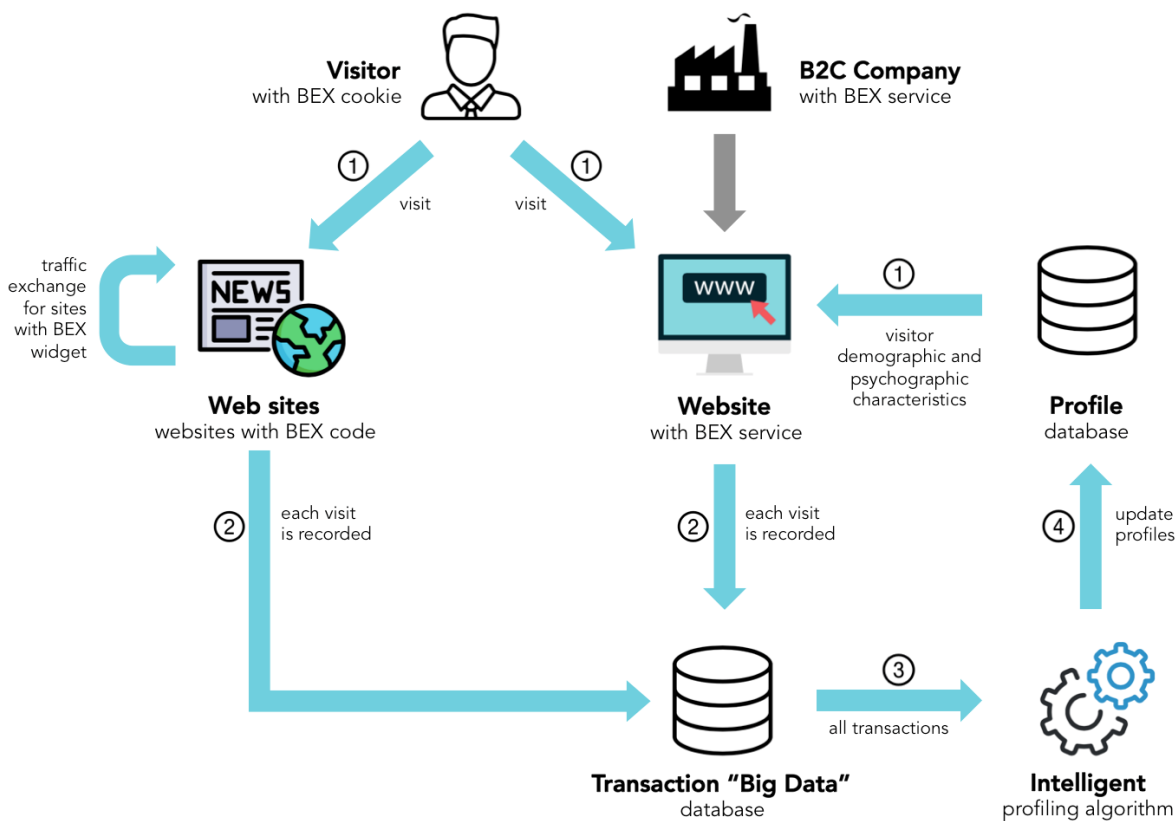 Visitor
with BEX cookie
B2C Company
with BEX service
1
visit
1
visit
traffic
exchange
for sites
with BEX
widget
NEWS
www
1
visitor
demographic and
psychographic
characteristics
Web sites
websites with BEX code
Website
with BEX service
Profile
database
2
each visit
is recorded
2
each visit
is recorded
4
update
profiles
3
all transactions
Transaction “Big Data”
database
Intelligent
profiling algorithm